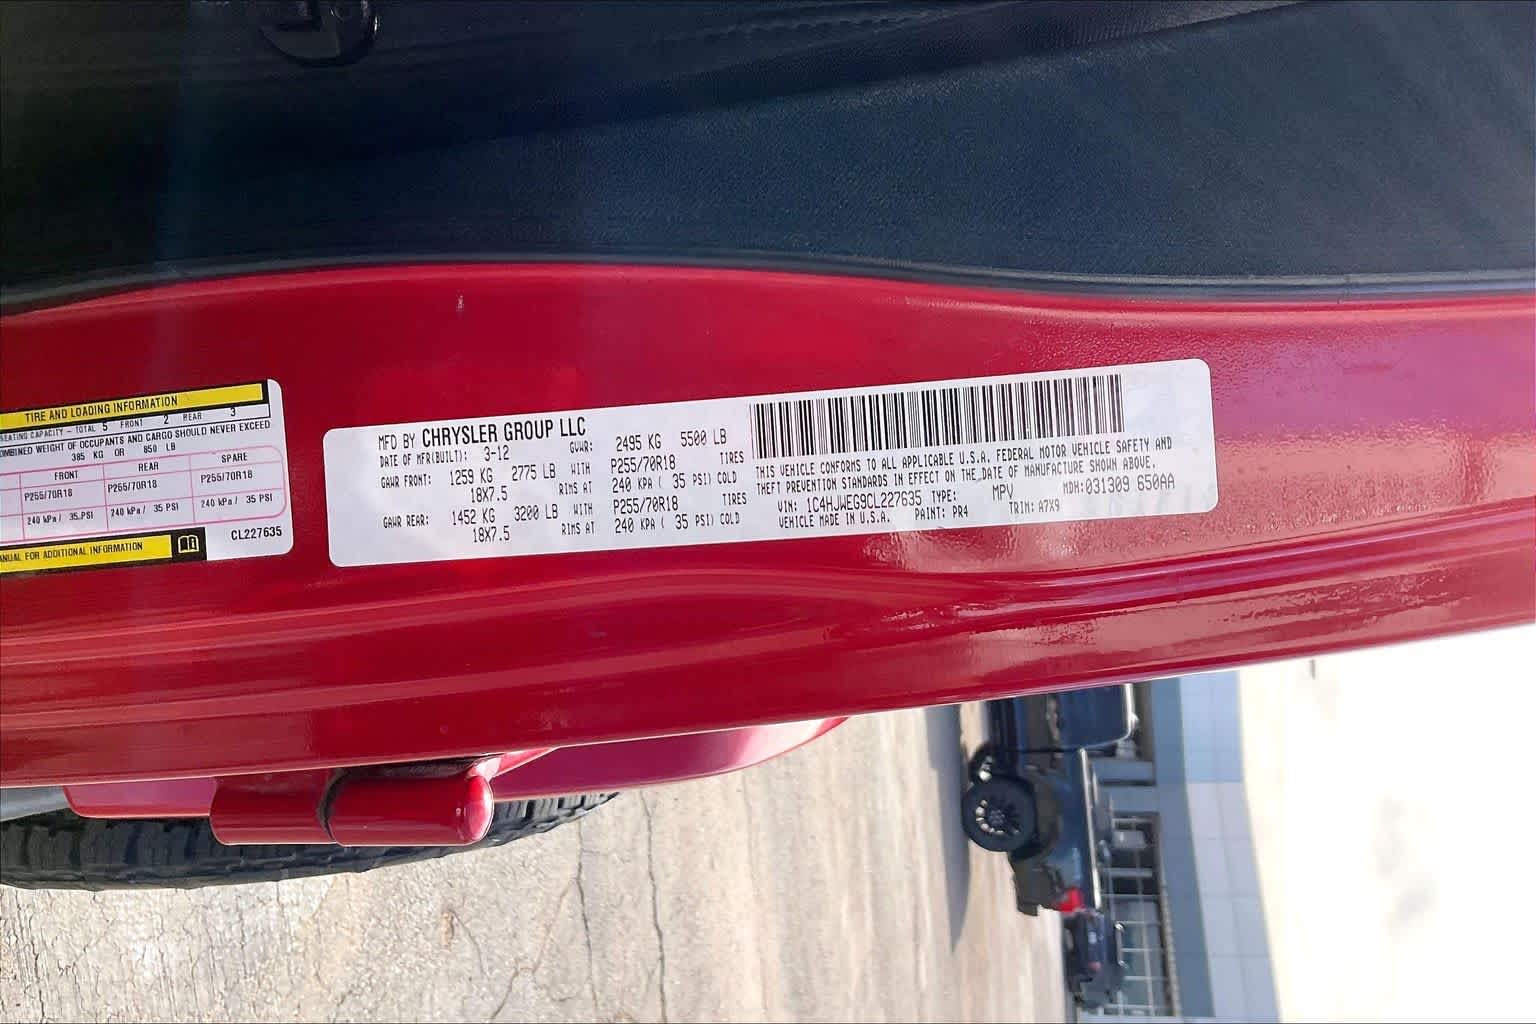 TIRE AND LOADING INFORMATION
SEATING CAPACITY - TOTAL 5 FRONT 2 REAR 3
COMBINED WEIGHT OF OCCUPANTS AND CARGO SHOULD NEVER EXCEED
385 KG OR 850 LB
FRONT REAR SPARE
P255/70R18 P255/70R18 P255/70R18
240 kPa / 35 PSI 240 kPa / 35 PSI 240 kPa / 35 PSI
MANUAL FOR ADDITIONAL INFORMATION
CL227635
MFD BY CHRYSLER GROUP LLC
DATE OF MFR(BUILT): 3-12 GVWR: 2495 KG 5500 LB
GAWR FRONT: 1259 KG 2775 LB WITH P255/70R18 TIRES
18X7.5 RIMS AT 240 KPA ( 35 PSI) COLD
GAWR REAR: 1452 KG 3200 LB WITH P255/70R18 TIRES
18X7.5 RIMS AT 240 KPA ( 35 PSI) COLD
THIS VEHICLE CONFORMS TO ALL APPLICABLE U.S.A. FEDERAL MOTOR VEHICLE SAFETY AND
THEFT PREVENTION STANDARDS IN EFFECT ON THE DATE OF MANUFACTURE SHOWN ABOVE.
VIN: 1C4HJWEG9CL227635 TYPE: MPV MDH:031309 650AA
VEHICLE MADE IN U.S.A. PAINT: PR4 TRIM: A7X9